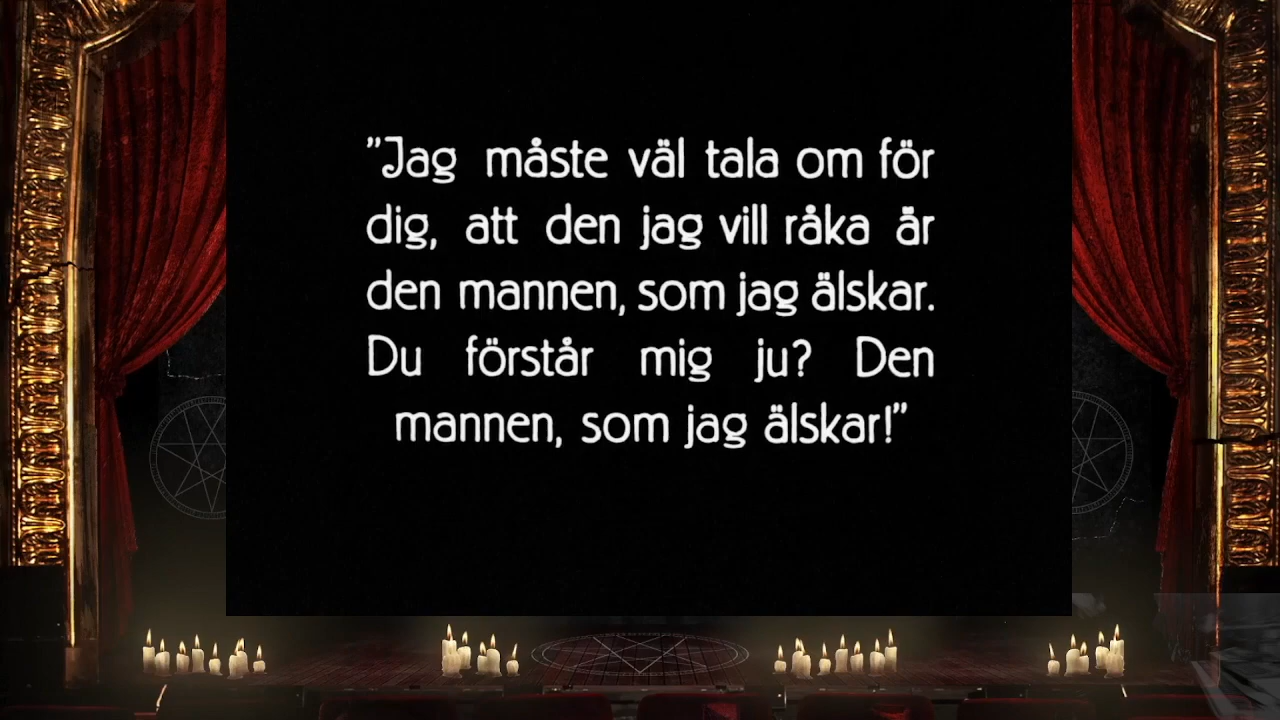 ”Jag måste väl tala om för
dig, att den jag vill råka är
den mannen, som jag älskar.
Du förstår mig ju? Den
mannen, som jag älskar!”